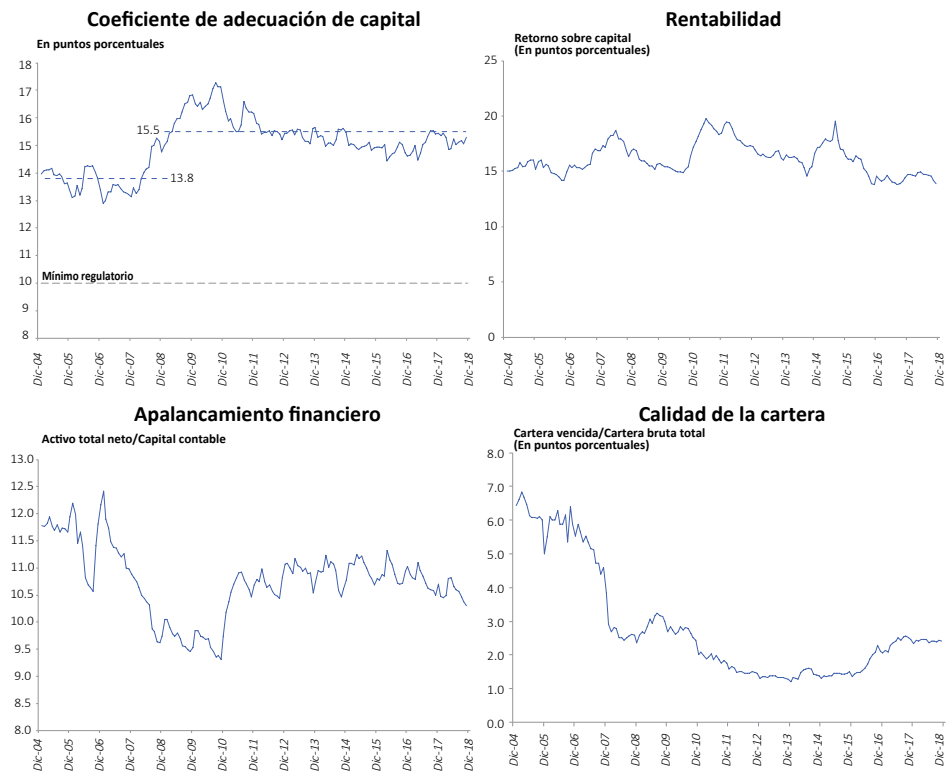 Coeficiente de adecuación de capital
En puntos porcentuales
18
17
16
15
14
13
12
11
10
9
8
15.5
13.8
Mínimo regulatorio
Dic-04
Dic-05
Dic-06
Dic-07
Dic-08
Dic-09
Dic-10
Dic-11
Dic-12
Dic-13
Dic-14
Dic-15
Dic-16
Dic-17
Dic-18
Rentabilidad
Retorno sobre capital
(En puntos porcentuales)
25
20
15
10
5
0
Dic-04
Dic-05
Dic-06
Dic-07
Dic-08
Dic-09
Dic-10
Dic-11
Dic-12
Dic-13
Dic-14
Dic-15
Dic-16
Dic-17
Dic-18
Apalancamiento financiero
Activo total neto/Capital contable
13.0
12.5
12.0
11.5
11.0
10.5
10.0
9.5
9.0
8.5
8.0
Dic-04
Dic-05
Dic-06
Dic-07
Dic-08
Dic-09
Dic-10
Dic-11
Dic-12
Dic-13
Dic-14
Dic-15
Dic-16
Dic-17
Dic-18
Calidad de la cartera
Cartera vencida/Cartera bruta total
(En puntos porcentuales)
8.0
7.0
6.0
5.0
4.0
3.0
2.0
1.0
0.0
Dic-04
Dic-05
Dic-06
Dic-07
Dic-08
Dic-09
Dic-10
Dic-11
Dic-12
Dic-13
Dic-14
Dic-15
Dic-16
Dic-17
Dic-18